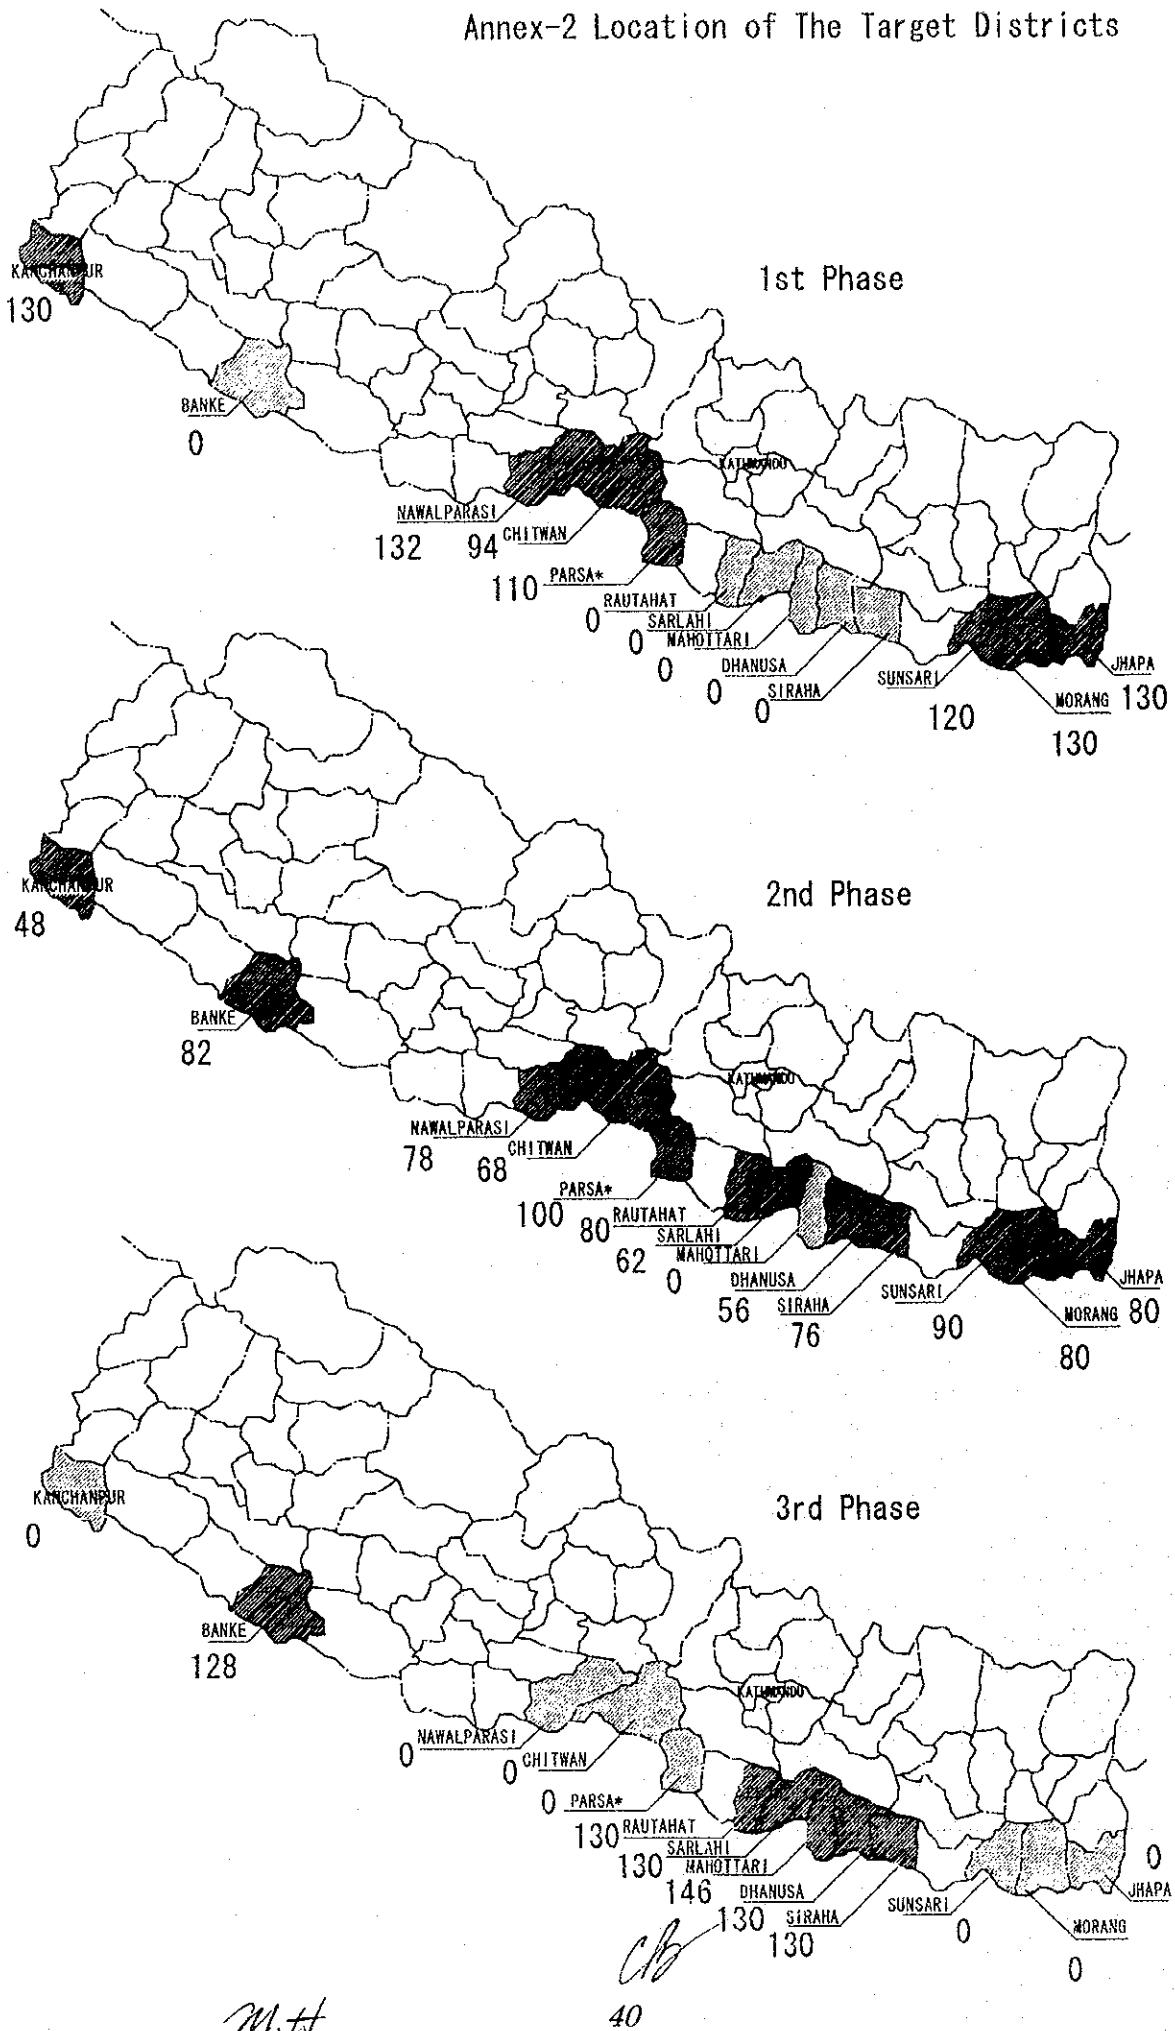 Annex-2 Location of The Target Districts
1st Phase
KANCHANPUR
130
BANKE
0
KATHMANDU
NAWALPARASI
132
CHITWAN
94
PARSA*
110
RAUTAHAT
0
SARLAHI
0
MAHOTTARI
0
DHANUSA
0
SIRAHA
0
SUNSARI
120
MORANG
130
JHAPA
130
2nd Phase
KANCHANPUR
48
BANKE
82
KATHMANDU
NAWALPARASI
78
CHITWAN
68
PARSA*
100
RAUTAHAT
80
SARLAHI
62
MAHOTTARI
0
DHANUSA
56
SIRAHA
76
SUNSARI
90
MORANG
80
JHAPA
80
3rd Phase
KANCHANPUR
0
BANKE
128
KATHMANDU
NAWALPARASI
0
CHITWAN
0
PARSA*
0
RAUTAHAT
130
SARLAHI
130
MAHOTTARI
146
DHANUSA
130
SIRAHA
130
SUNSARI
0
MORANG
0
JHAPA
0
M.H
40